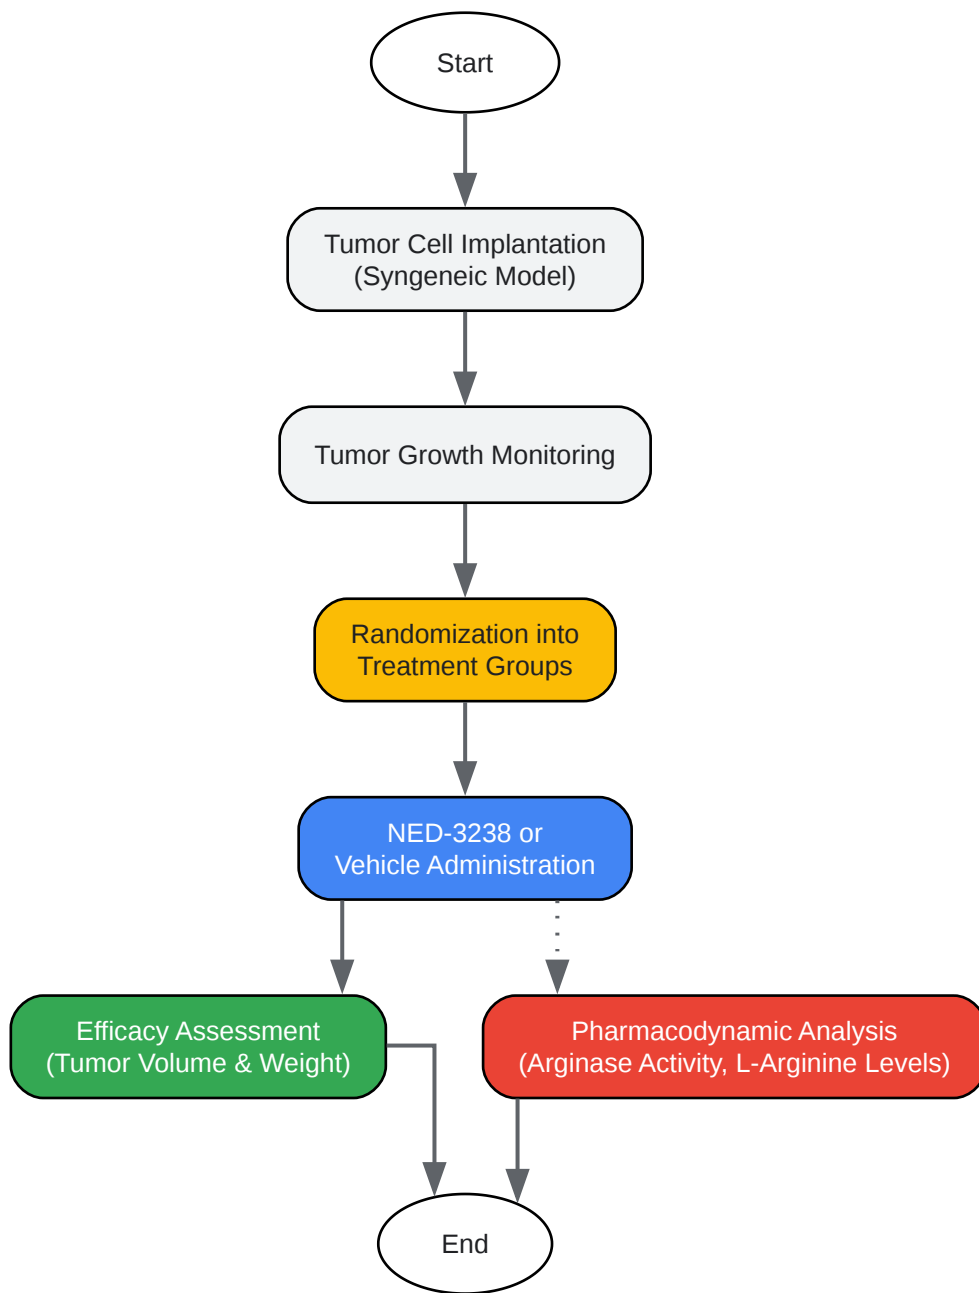 Start
Tumor Cell Implantation
(Syngeneic Model)
Tumor Growth Monitoring
Randomization into
Treatment Groups
NED-3238 or
Vehicle Administration
Efficacy Assessment
(Tumor Volume & Weight)
Pharmacodynamic Analysis
(Arginase Activity, L-Arginine Levels)
End